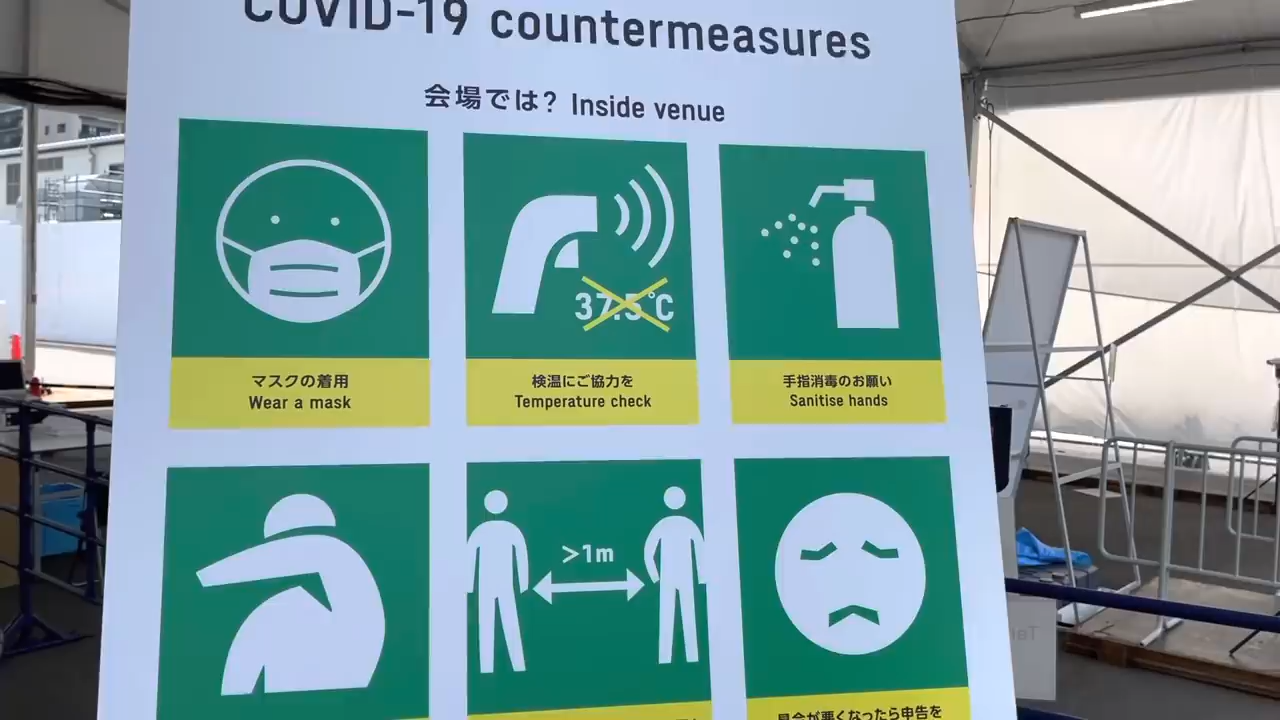 COVID-19 countermeasures
会場では? Inside venue
37.5℃
マスクの着用
Wear a mask
検温にご協力を
Temperature check
手指消毒のお願い
Sanitise hands
>1m
具合が悪くなったら申告を